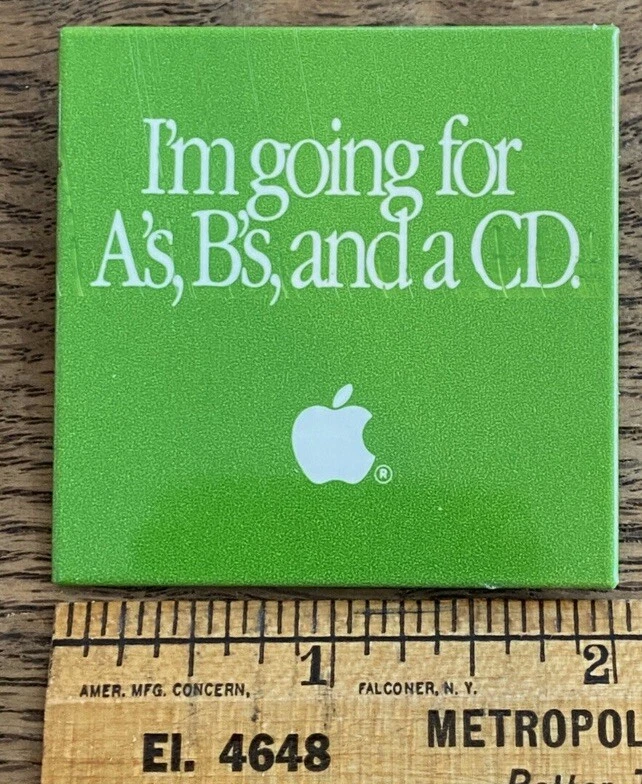 I'm going for
A's, B's, and a CD.
®
1 2
AMER. MFG. CONCERN, FALCONER, N. Y.
METROPOL
El. 4648